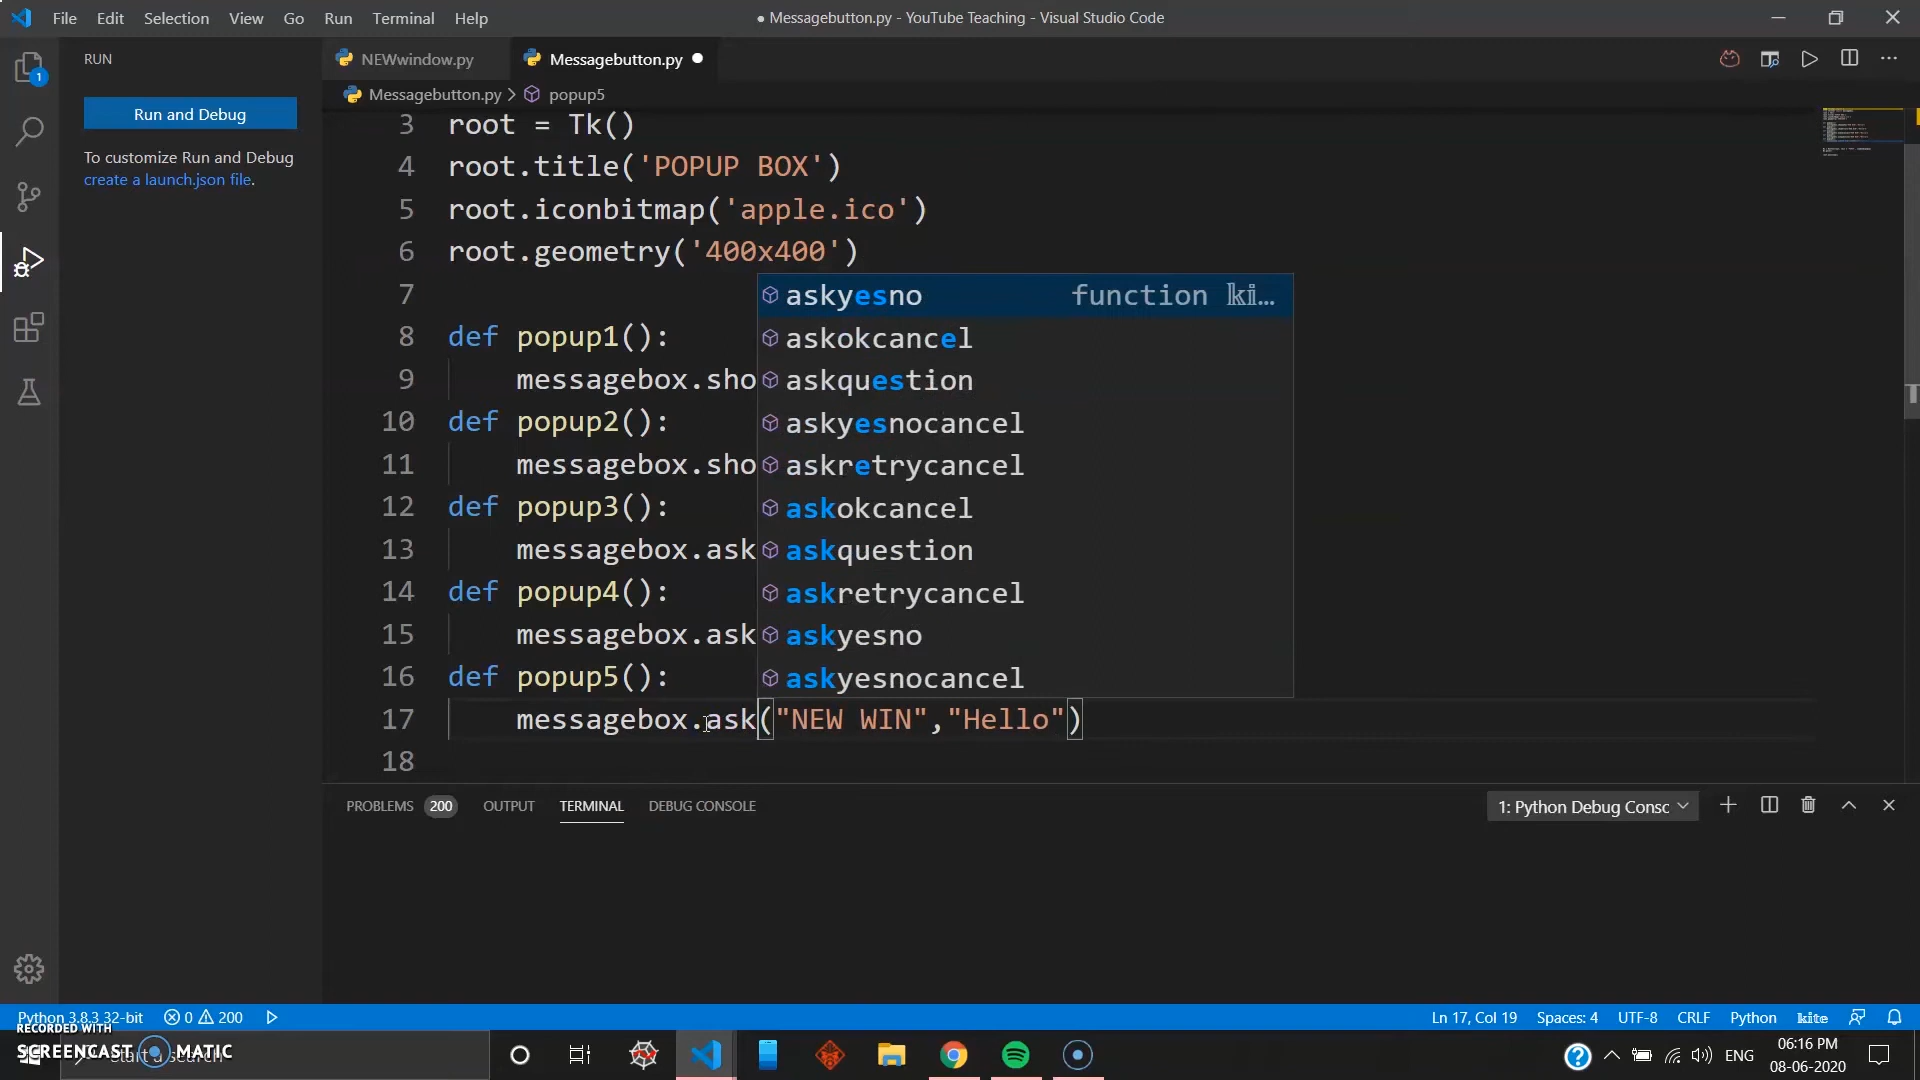 File Edit Selection View Go Run Terminal Help
● Messagebutton.py - YouTube Teaching - Visual Studio Code
RUN
Run and Debug
To customize Run and Debug
create a launch.json file.
1
NEWwindow.py
Messagebutton.py
Messagebutton.py > popup5
3 root = Tk()
4 root.title('POPUP BOX')
5 root.iconbitmap('apple.ico')
6 root.geometry('400x400')
7
8 def popup1():
9 messagebox.sho
10 def popup2():
11 messagebox.sho
12 def popup3():
13 messagebox.ask
14 def popup4():
15 messagebox.ask
16 def popup5():
17 messagebox.ask("NEW WIN","Hello")
18
askyesno function ki…
askokcancel
askquestion
askyesnocancel
askretrycancel
askokcancel
askquestion
askretrycancel
askyesno
askyesnocancel
PROBLEMS 200 OUTPUT TERMINAL DEBUG CONSOLE
1: Python Debug Consc
Python 3.8.3 32-bit 0 200
Ln 17, Col 19 Spaces: 4 UTF-8 CRLF Python kite
RECORDED WITH
SCREENCAST MATIC
Start a search
ENG
06:16 PM
08-06-2020